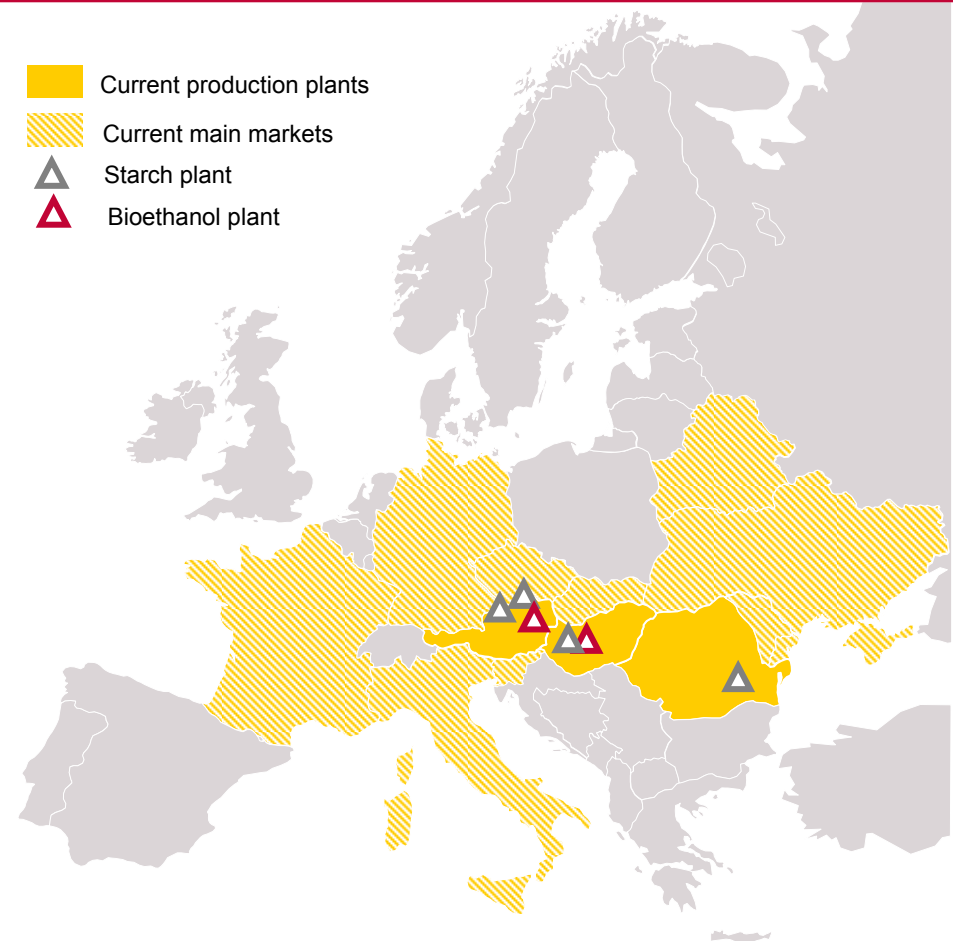 Current production plants
Current main markets
Starch plant
Bioethanol plant